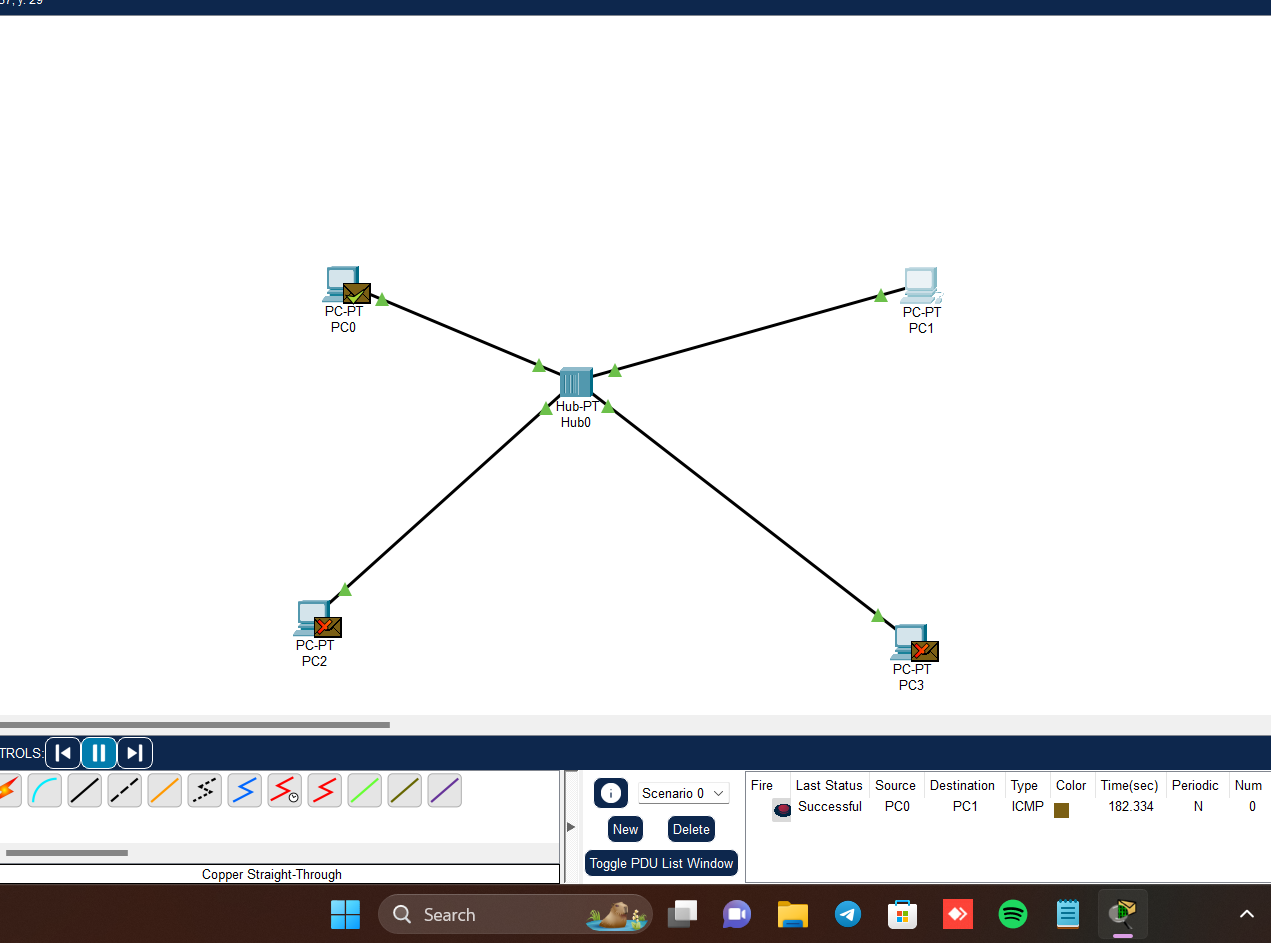 y: 29
PC-PT
PC0
PC-PT
PC1
Hub-PT
Hub0
PC-PT
PC2
PC-PT
PC3
TROLS:
Scenario 0
New
Delete
Toggle PDU List Window
Fire Last Status Source Destination Type Color Time(sec) Periodic Num
Successful PC0 PC1 ICMP 182.334 N 0
Copper Straight-Through
Search